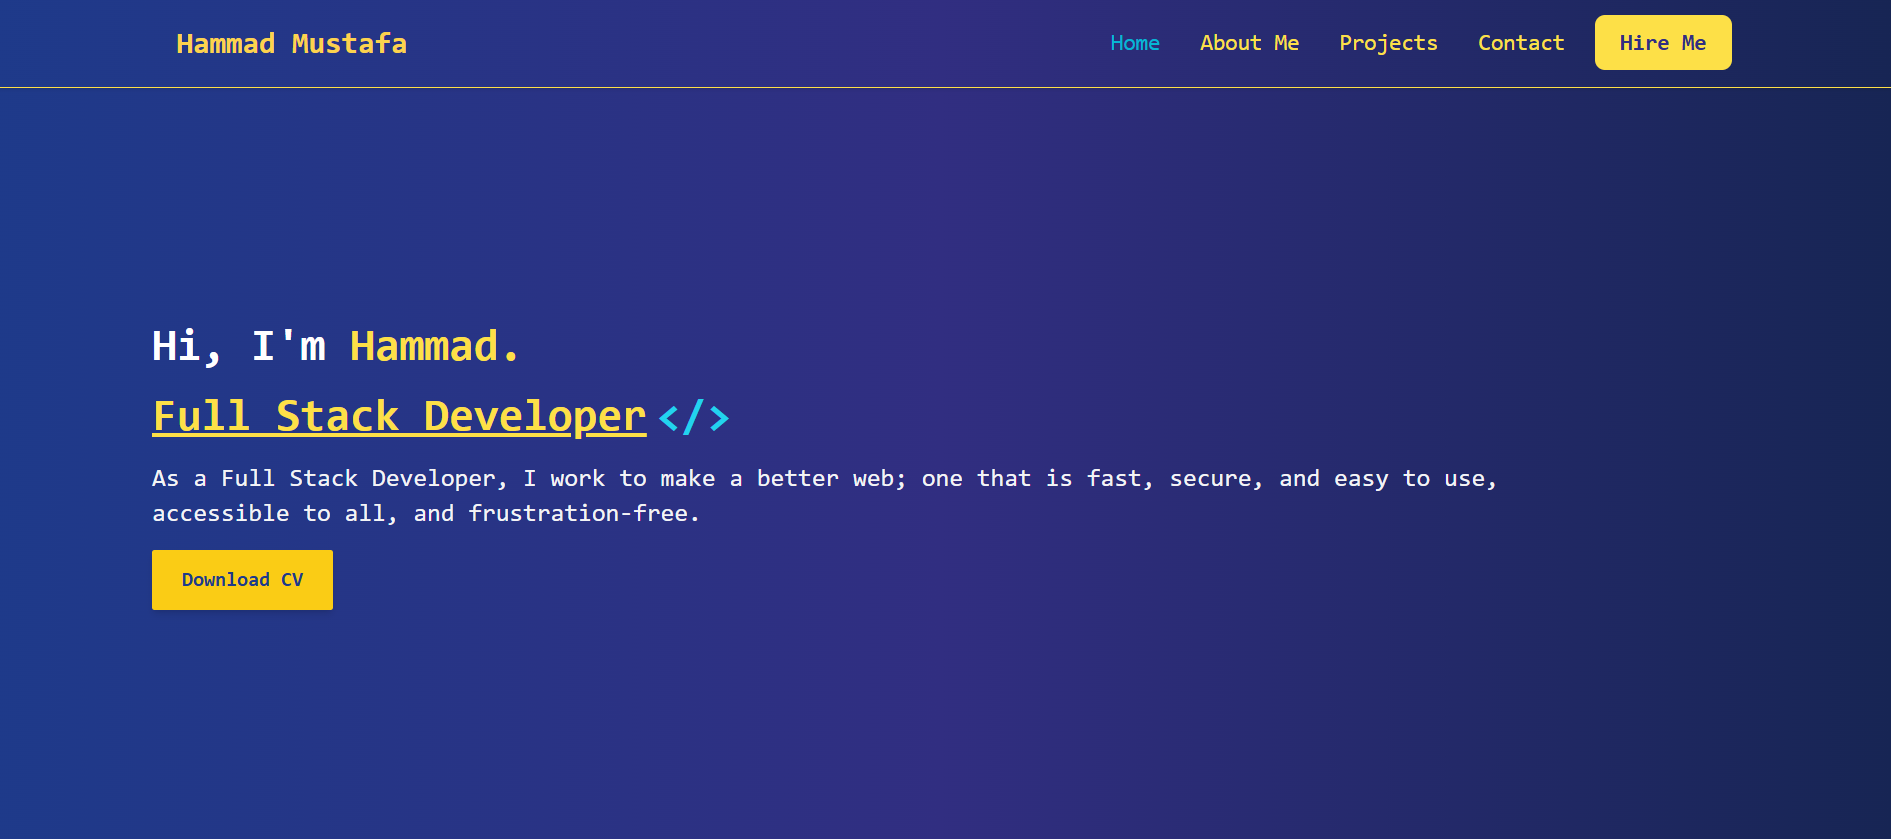 Hammad Mustafa Home About Me Projects Contact Hire Me
Hi, I'm Hammad.
Full Stack Developer </>
As a Full Stack Developer, I work to make a better web; one that is fast, secure, and easy to use,
accessible to all, and frustration-free.
Download CV